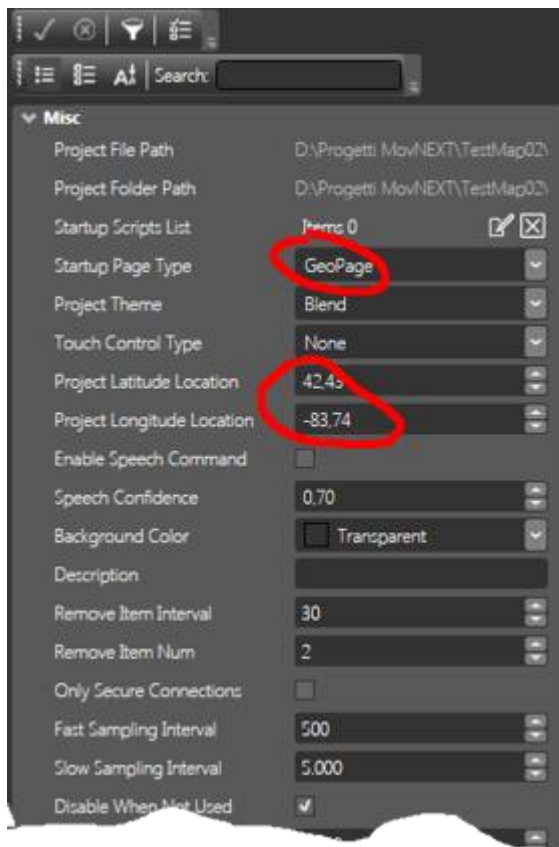 Search:
Misc
Project File Path D:\Progetti MovNEXT\TestMap02\
Project Folder Path D:\Progetti MovNEXT\TestMap02\
Startup Scripts List Items 0
Startup Page Type GeoPage
Project Theme Blend
Touch Control Type None
Project Latitude Location 42,43
Project Longitude Location -83,74
Enable Speech Command
Speech Confidence 0,70
Background Color Transparent
Description
Remove Item Interval 30
Remove Item Num 2
Only Secure Connections
Fast Sampling Interval 500
Slow Sampling Interval 5.000
Disable When Not Used